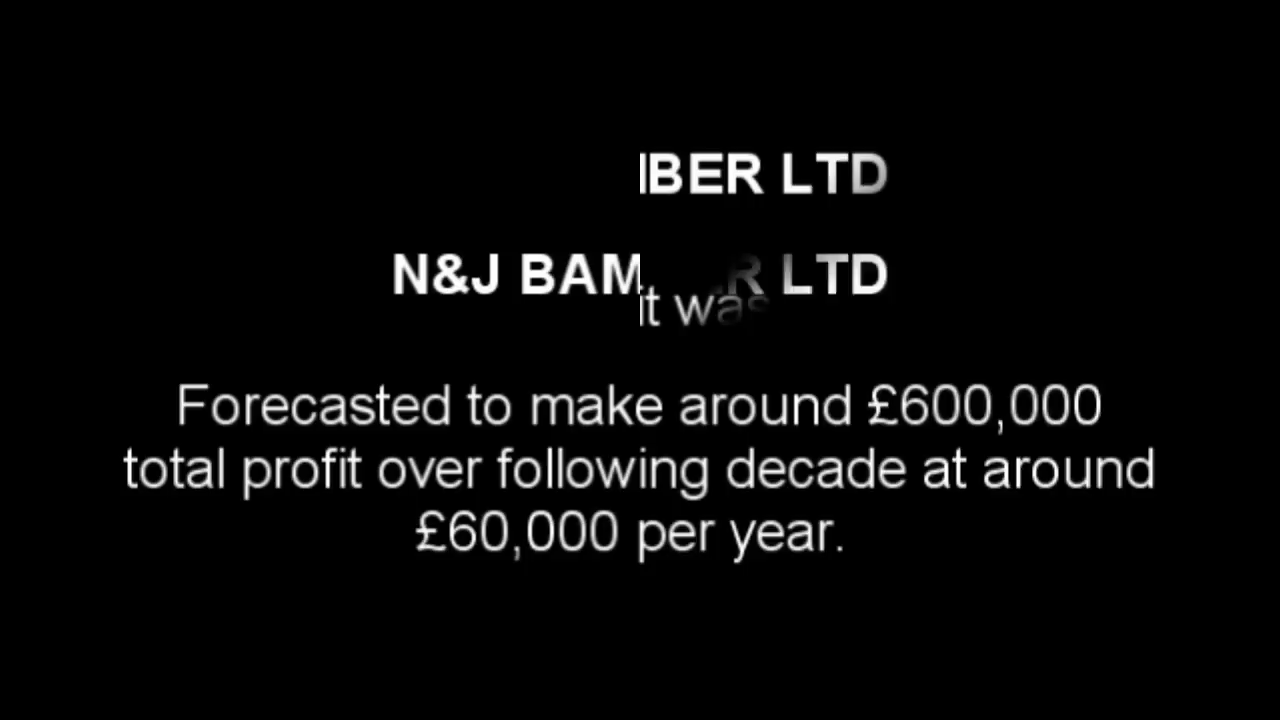 BER LTD
N&J BAMBER LTD
it was
Forecasted to make around £600,000
total profit over following decade at around
£60,000 per year.